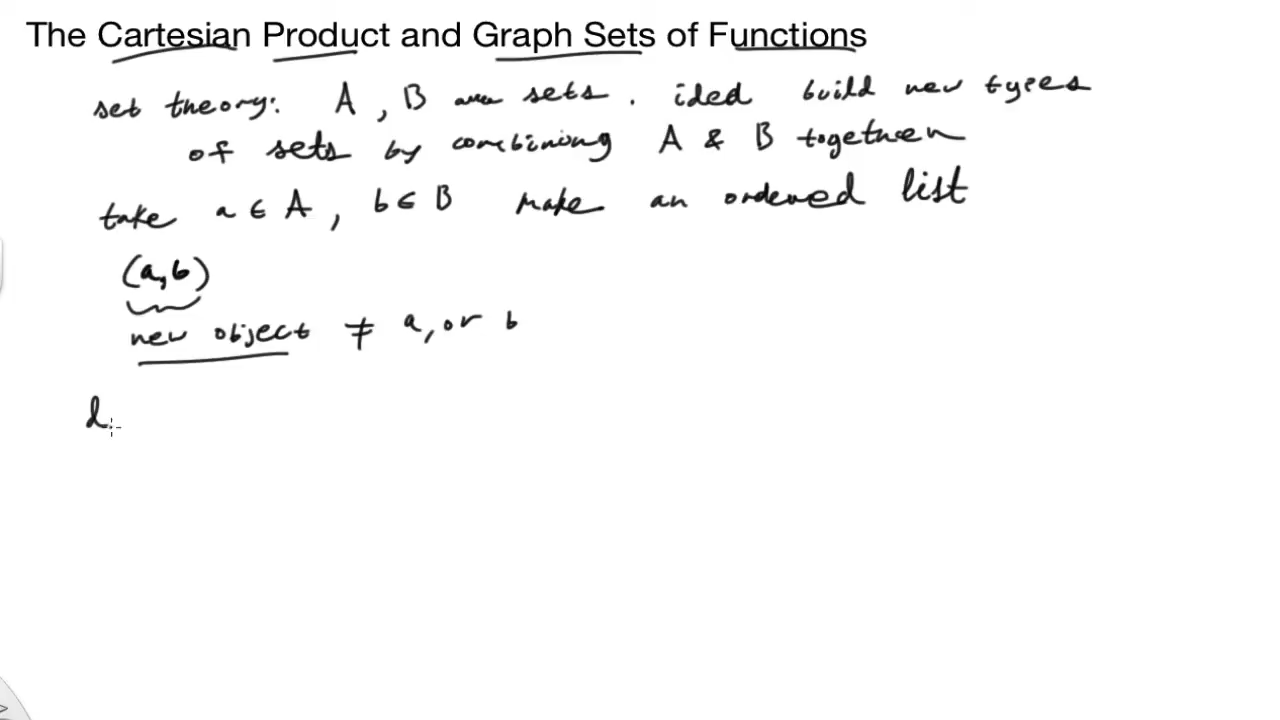 The Cartesian Product and Graph Sets of Functions
set theory: A, B are sets. idea build new types
of sets by combining A & B together
take a ∈ A, b ∈ B make an ordered list
(a,b)
new object ≠ a, or b
d